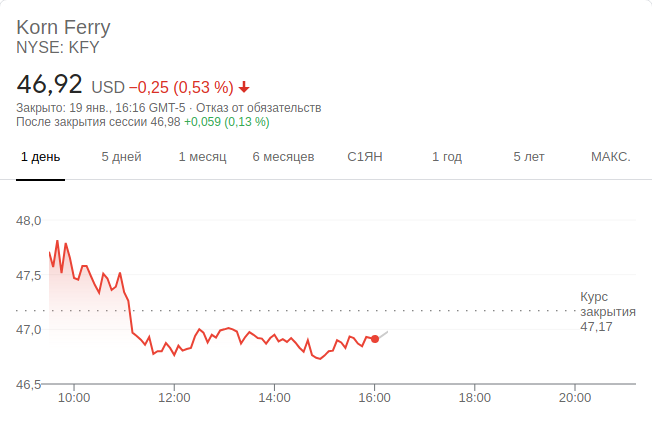 Korn Ferry
NYSE: KFY
46,92 USD −0,25 (0,53 %)
Закрыто: 19 янв., 16:16 GMT-5 · Отказ от обязательств
После закрытия сессии 46,98 +0,059 (0,13 %)
1 день 5 дней 1 месяц 6 месяцев С1ЯН 1 год 5 лет МАКС.
48,0
47,5
Курс
закрытия
47,17
47,0
46,5
10:00 12:00 14:00 16:00 18:00 20:00